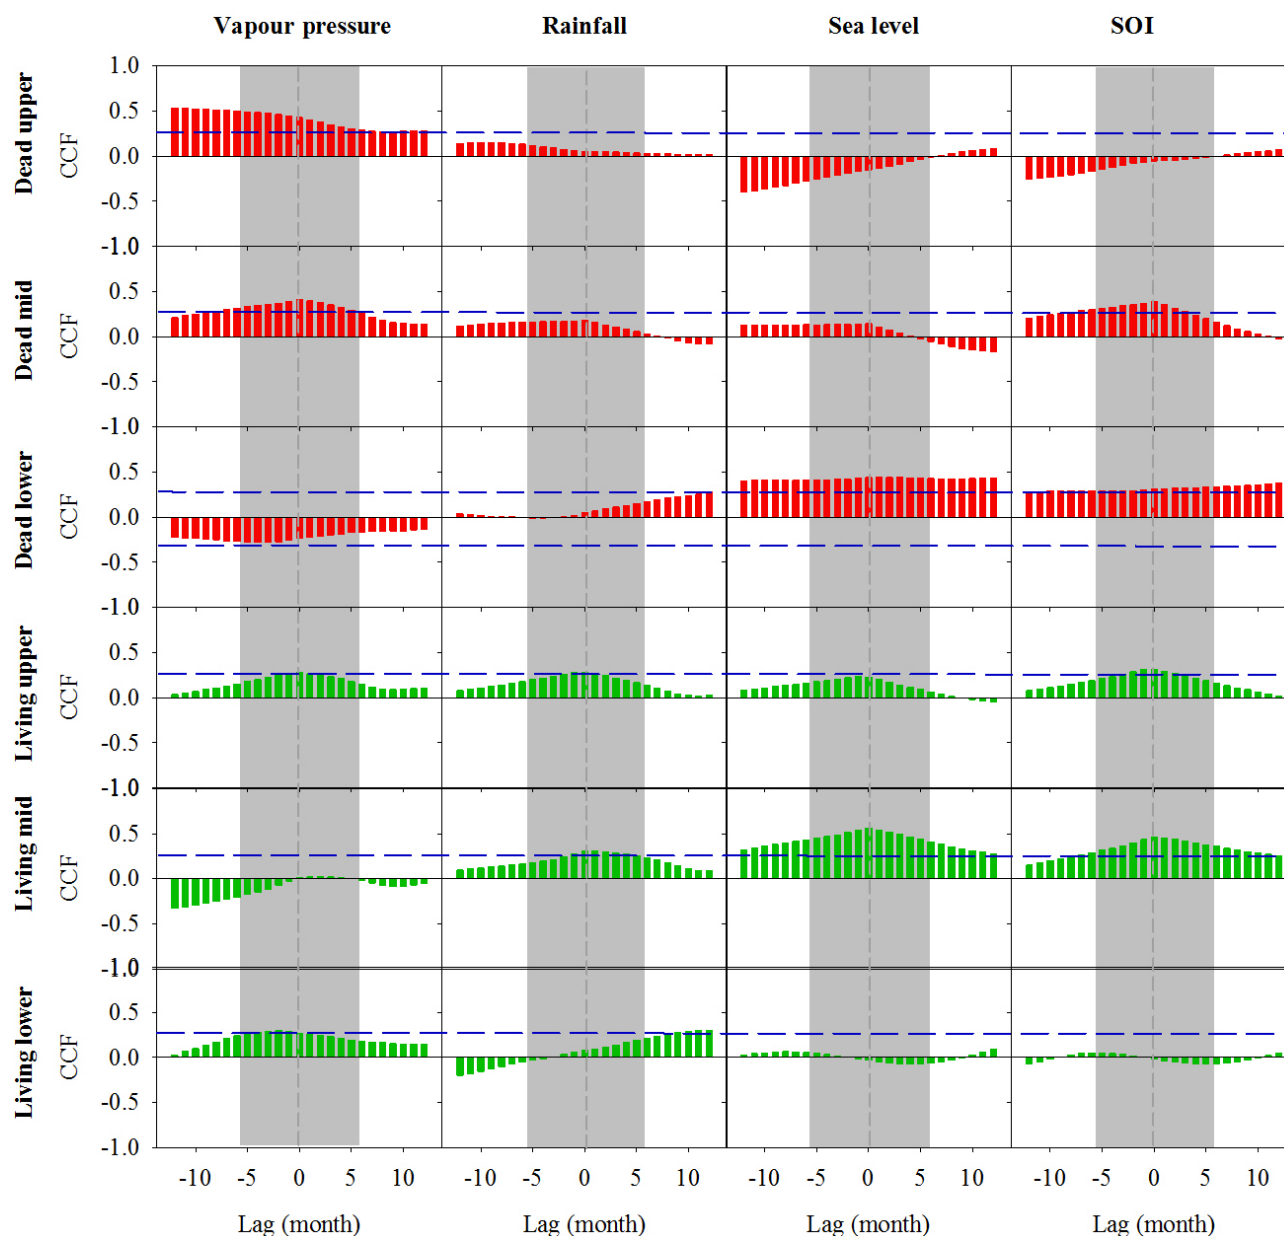 Vapour pressure Rainfall Sea level SOI
Dead upper
CCF
1.0
0.5
0.0
-0.5
-1.0
Dead mid
CCF
0.5
0.0
-0.5
-1.0
Dead lower
CCF
0.5
0.0
-0.5
-1.0
Living upper
CCF
0.5
0.0
-0.5
-1.0
Living mid
CCF
0.5
0.0
-0.5
-1.0
Living lower
CCF
0.5
0.0
-0.5
-1.0
-10 -5 0 5 10 -10 -5 0 5 10 -10 -5 0 5 10 -10 -5 0 5 10
Lag (month) Lag (month) Lag (month) Lag (month)